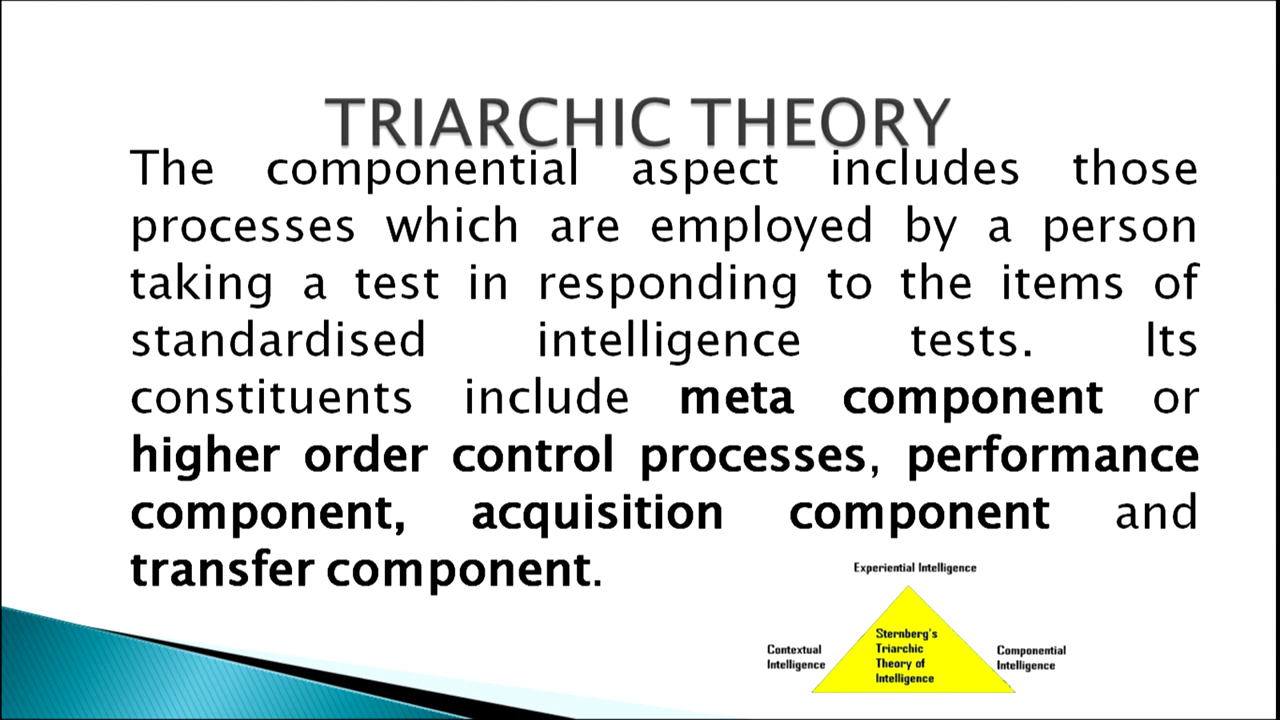 TRIARCHIC THEORY
The componential aspect includes those
processes which are employed by a person
taking a test in responding to the items of
standardised intelligence tests. Its
constituents include meta component or
higher order control processes, performance
component, acquisition component and
transfer component.
Experiential Intelligence
Contextual
Intelligence
Sternberg's
Triarchic
Theory of
Intelligence
Componential
Intelligence